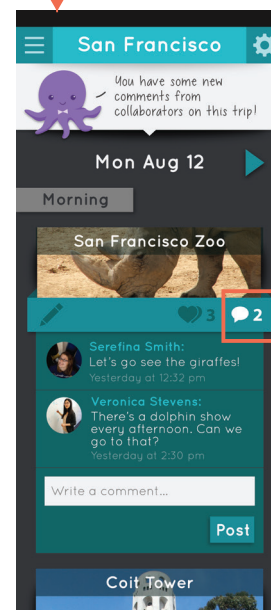 San Francisco
You have some new
comments from
collaborators on this trip!
Mon Aug 12
Morning
San Francisco Zoo
3
2
Serefina Smith:
Let's go see the giraffes!
Yesterday at 12:32 pm
Veronica Stevens:
There's a dolphin show
every afternoon. Can we
go to that?
Yesterday at 2:30 pm
Write a comment...
Post
Coit Tower